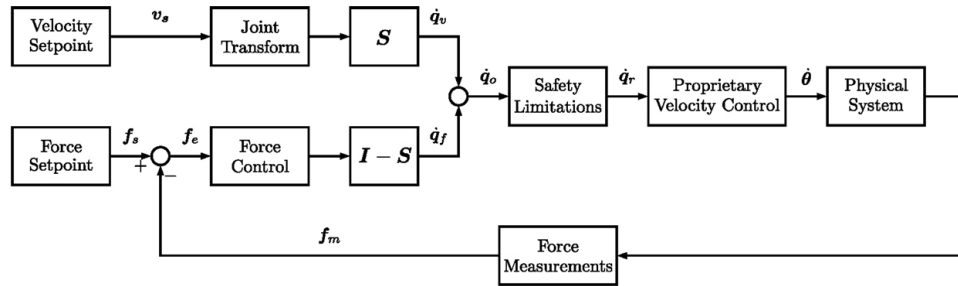 Velocity
Setpoint
v_s
Joint
Transform
S
q̇_v
q̇_o
Safety
Limitations
q̇_r
Proprietary
Velocity Control
θ̇
Physical
System
Force
Setpoint
f_s
+
−
f_e
Force
Control
I − S
q̇_f
f_m
Force
Measurements